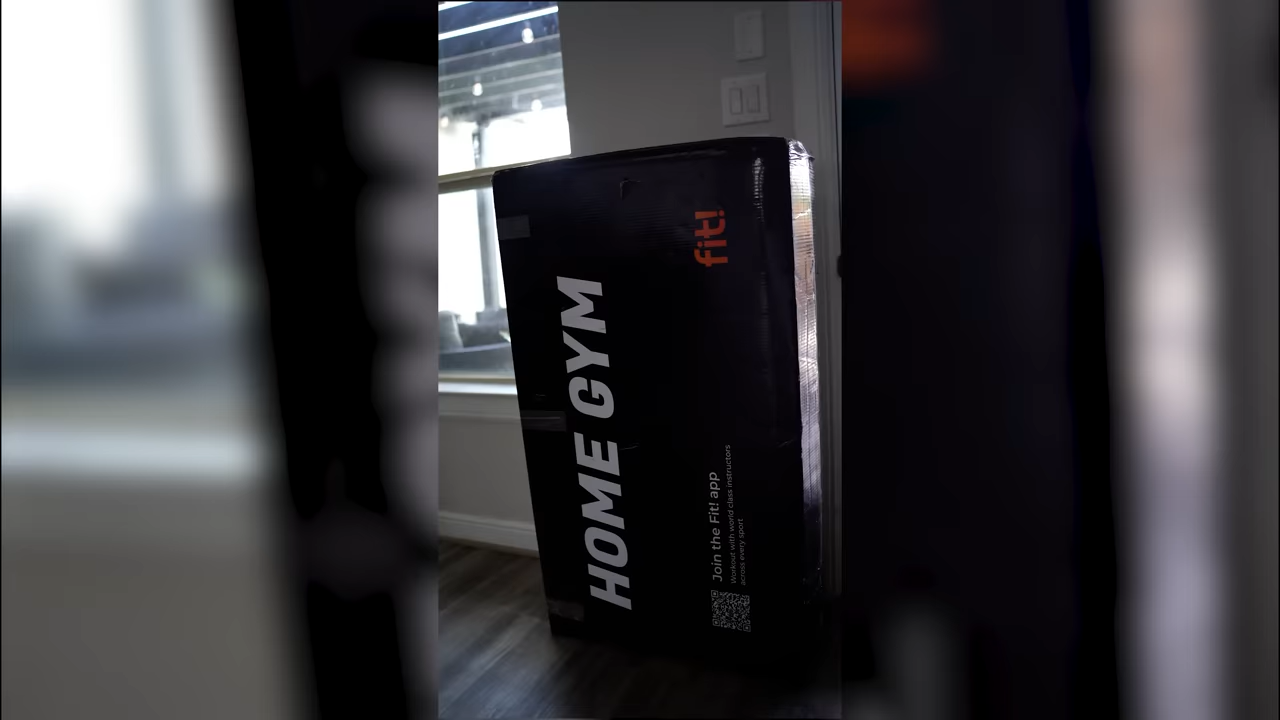 fit!
HOME GYM
Join the Fit! app
Workout with world class instructors
across every sport